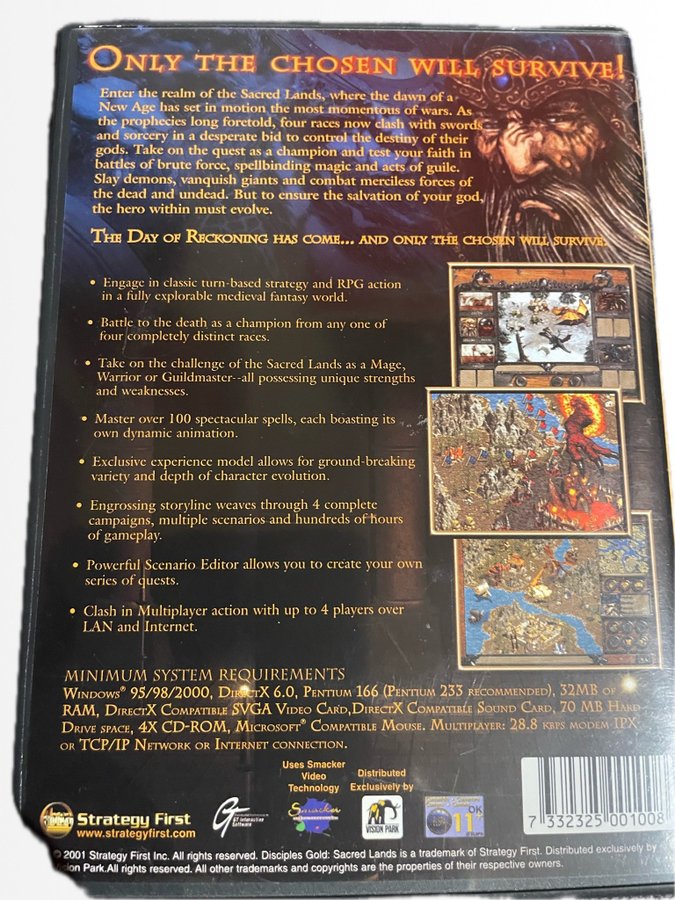 ONLY THE CHOSEN WILL SURVIVE!
Enter the realm of the Sacred Lands, where the dawn of a
New Age has set in motion the most momentous of wars. As
the prophecies long foretold, four races now clash with swords
and sorcery in a desperate bid to control the destiny of their
gods. Take on the quest as a champion and test your faith in
battles of brute force, spellbinding magic and acts of guile.
Slay demons, vanquish giants and combat merciless forces of
the dead and undead. But to ensure the salvation of your god,
the hero within must evolve.
THE DAY OF RECKONING HAS COME... AND ONLY THE CHOSEN WILL SURVIVE.
• Engage in classic turn-based strategy and RPG action
in a fully explorable medieval fantasy world.
• Battle to the death as a champion from any one of
four completely distinct races.
• Take on the challenge of the Sacred Lands as a Mage,
Warrior or Guildmaster--all possessing unique strengths
and weaknesses.
• Master over 100 spectacular spells, each boasting its
own dynamic animation.
• Exclusive experience model allows for ground-breaking
variety and depth of character evolution.
• Engrossing storyline weaves through 4 complete
campaigns, multiple scenarios and hundreds of hours
of gameplay.
• Powerful Scenario Editor allows you to create your own
series of quests.
• Clash in Multiplayer action with up to 4 players over
LAN and Internet.
MINIMUM SYSTEM REQUIREMENTS
WINDOWS® 95/98/2000, DIRECTX 6.0, PENTIUM 166 (PENTIUM 233 RECOMMENDED), 32MB OF
RAM, DIRECTX COMPATIBLE SVGA VIDEO CARD,DIRECTX COMPATIBLE SOUND CARD, 70 MB HARD
DRIVE SPACE, 4X CD-ROM, MICROSOFT® COMPATIBLE MOUSE. MULTIPLAYER: 28.8 KBPS MODEM IPX
OR TCP/IP NETWORK OR INTERNET CONNECTION.
Uses Smacker
Video
Technology
Distributed
Exclusively by
Strategy First
www.strategyfirst.com
GT Interactive
Software
Smacker
VISION PARK
OK
11+
7 332325 001008
© 2001 Strategy First Inc. All rights reserved. Disciples Gold: Sacred Lands is a trademark of Strategy First. Distributed exclusively by
Vision Park.All rights reserved. All other trademarks and copyrights are the properties of their respective owners.